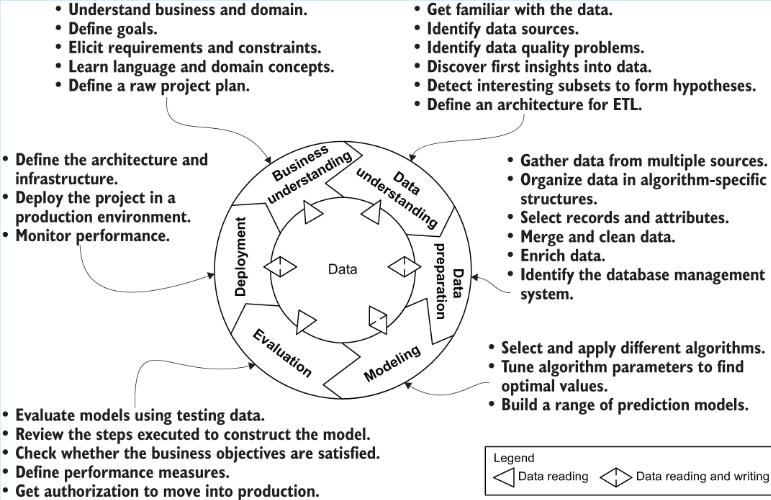 • Understand business and domain.
• Define goals.
• Elicit requirements and constraints.
• Learn language and domain concepts.
• Define a raw project plan.
• Get familiar with the data.
• Identify data sources.
• Identify data quality problems.
• Discover first insights into data.
• Detect interesting subsets to form hypotheses.
• Define an architecture for ETL.
• Define the architecture and
infrastructure.
• Deploy the project in a
production environment.
• Monitor performance.
Business
understanding
Data
understanding
Data
preparation
Modeling
Evaluation
Deployment
Data
• Gather data from multiple sources.
• Organize data in algorithm-specific
structures.
• Select records and attributes.
• Merge and clean data.
• Enrich data.
• Identify the database management
system.
• Select and apply different algorithms.
• Tune algorithm parameters to find
optimal values.
• Build a range of prediction models.
• Evaluate models using testing data.
• Review the steps executed to construct the model.
• Check whether the business objectives are satisfied.
• Define performance measures.
• Get authorization to move into production.
Legend
Data reading
Data reading and writing